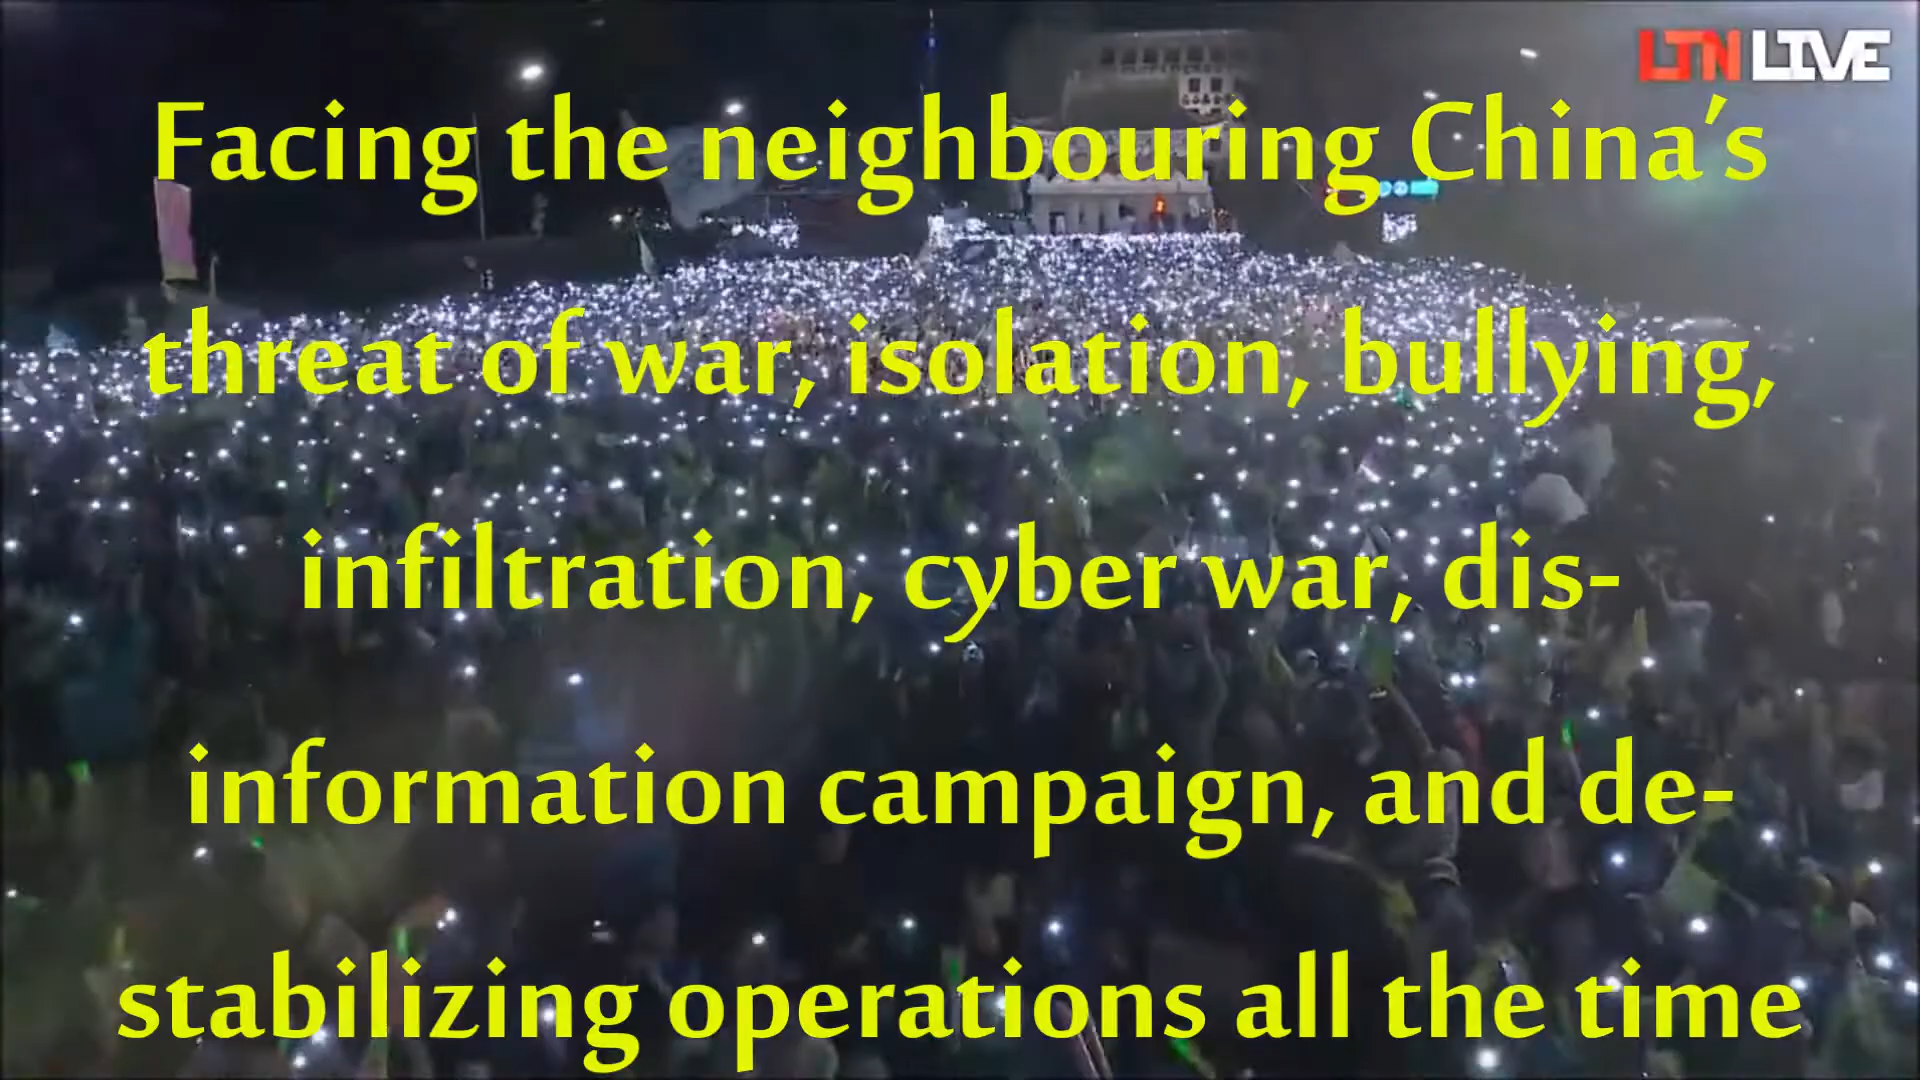 LTN LIVE
Facing the neighbouring China's
threat of war, isolation, bullying,
infiltration, cyber war, dis-
information campaign, and de-
stabilizing operations all the time